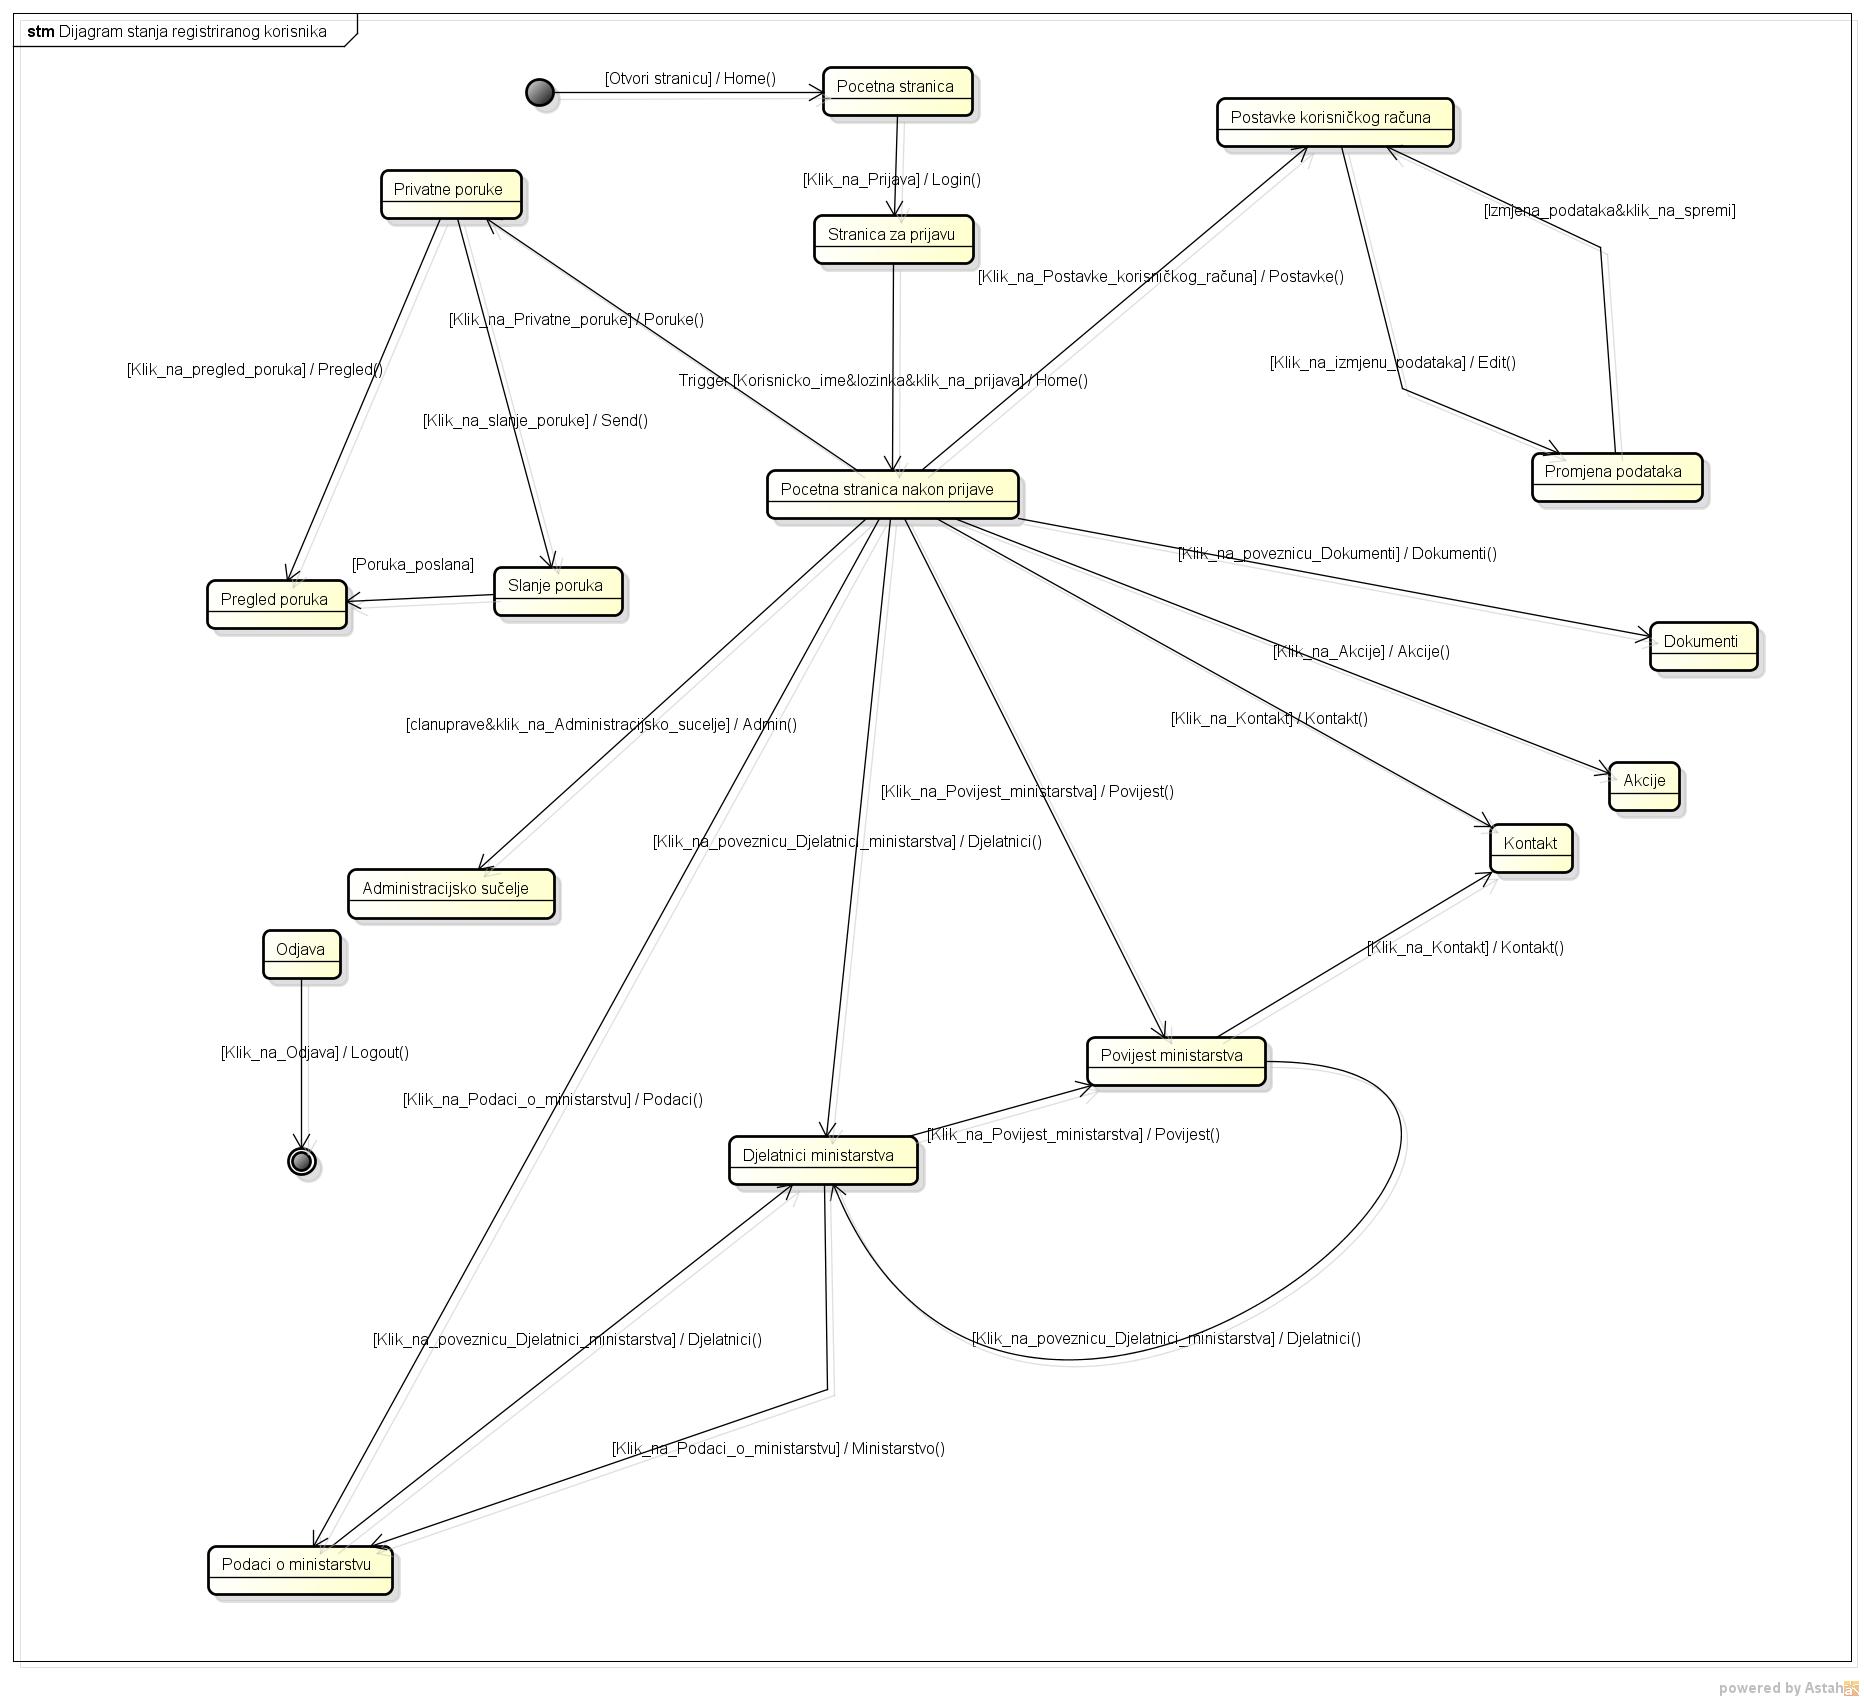 stm Dijagram stanja registriranog korisnika
[Otvori stranicu] / Home()
Pocetna stranica
Postavke korisničkog računa
[Klik_na_Prijava] / Login()
Privatne poruke
[Izmjena_podataka&klik_na_spremi]
Stranica za prijavu
[Klik_na_Postavke_korisničkog_računa] / Postavke()
[Klik_na_Privatne_poruke] / Poruke()
[Klik_na_pregled_poruka] / Pregled()
[Klik_na_izmjenu_podataka] / Edit()
Trigger [Korisnicko_ime&lozinka&klik_na_prijava] / Home()
[Klik_na_slanje_poruke] / Send()
Promjena podataka
Pocetna stranica nakon prijave
[Klik_na_poveznicu_Dokumenti] / Dokumenti()
[Poruka_poslana]
Slanje poruka
Pregled poruka
Dokumenti
[Klik_na_Akcije] / Akcije()
[Klik_na_Kontakt] / Kontakt()
[clanuprave&klik_na_Administracijsko_sucelje] / Admin()
Akcije
[Klik_na_Povijest_ministarstva] / Povijest()
[Klik_na_poveznicu_Djelatnici_ministarstva] / Djelatnici()
Kontakt
Administracijsko sučelje
Odjava
[Klik_na_Kontakt] / Kontakt()
[Klik_na_Odjava] / Logout()
Povijest ministarstva
[Klik_na_Podaci_o_ministarstvu] / Podaci()
[Klik_na_Povijest_ministarstva] / Povijest()
Djelatnici ministarstva
[Klik_na_poveznicu_Djelatnici_ministarstva] / Djelatnici()
[Klik_na_poveznicu_Djelatnici_ministarstva] / Djelatnici()
[Klik_na_Podaci_o_ministarstvu] / Ministarstvo()
Podaci o ministarstvu
powered by Astah